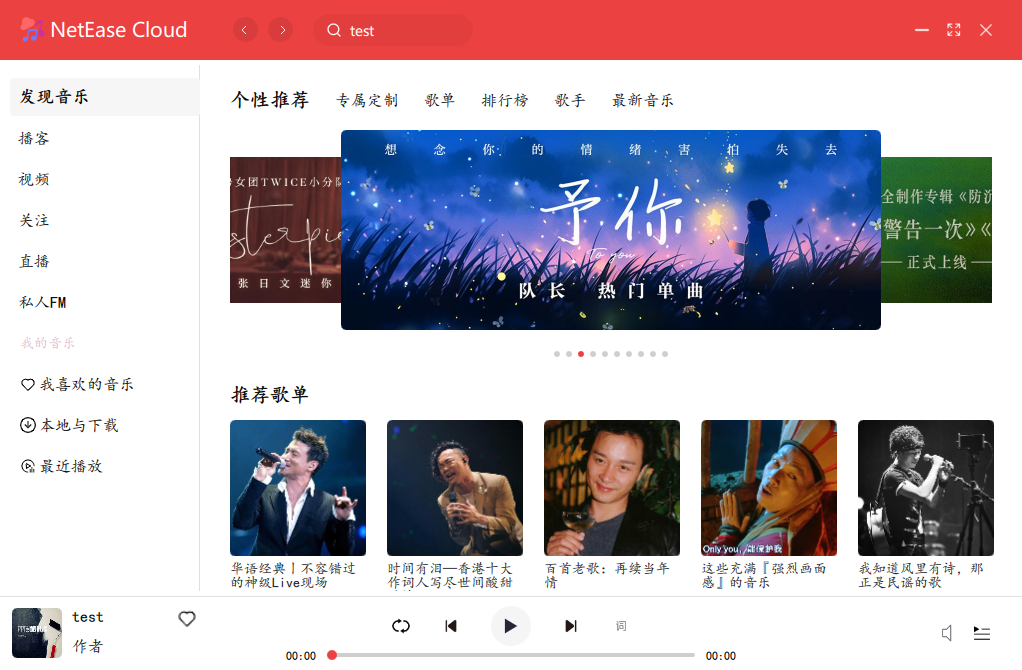 NetEase Cloud
test
发现音乐
播客
视频
关注
直播
私人FM
我的音乐
我喜欢的音乐
本地与下载
最近播放
个性推荐 专属定制 歌单 排行榜 歌手 最新音乐
女团TWICE小分队
sterpie
张日文迷你
想念你的情绪害怕失去
予你
to you
队长 热门单曲
全制作专辑《防沉
警告一次》《
正式上线
推荐歌单
Only you,能保护我
华语经典丨不容错过
的神级Live现场
时间有泪—香港十大
作词人写尽世间酸甜
百首老歌：再续当年
情
这些充满『强烈画面
感』的音乐
我知道风里有诗，那
正是民谣的歌
test
作者
词
00:00
00:00